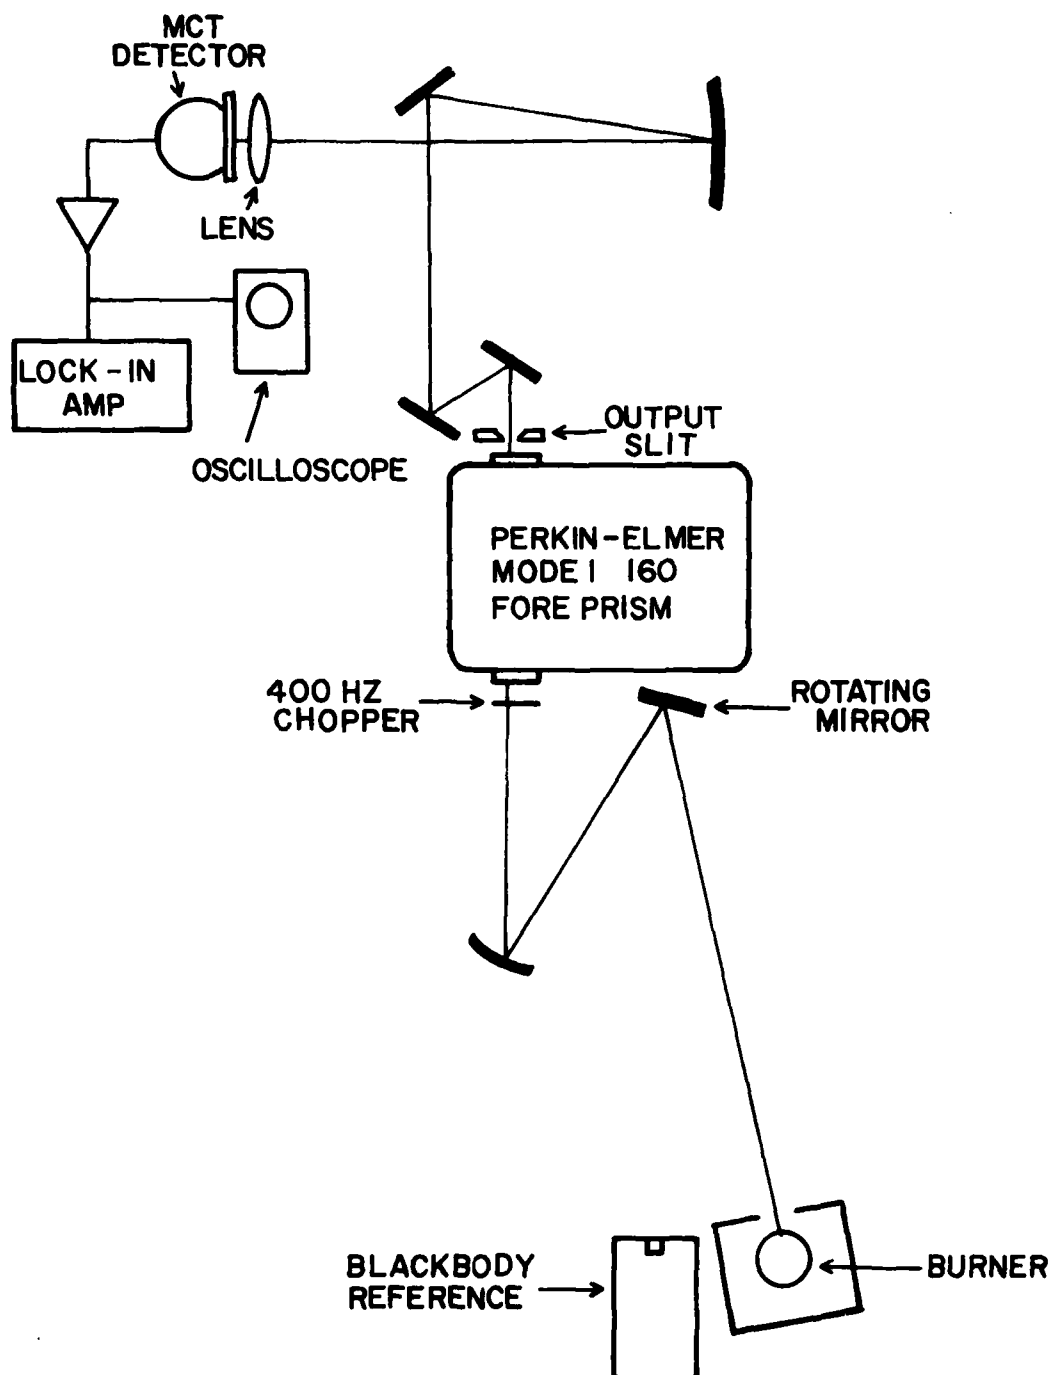 MCT
DETECTOR
LENS
LOCK-IN
AMP
OSCILLOSCOPE
OUTPUT
SLIT
PERKIN-ELMER
MODEl 160
FORE PRISM
400 HZ
CHOPPER
ROTATING
MIRROR
BLACKBODY
REFERENCE
BURNER